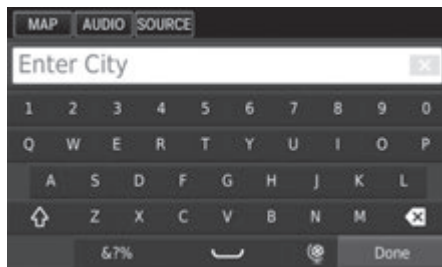 MAP AUDIO SOURCE
Enter City
1 2 3 4 5 6 7 8 9 0
Q W E R T Y U I O P
A S D F G H J K L
Z X C V B N M
&?% Done